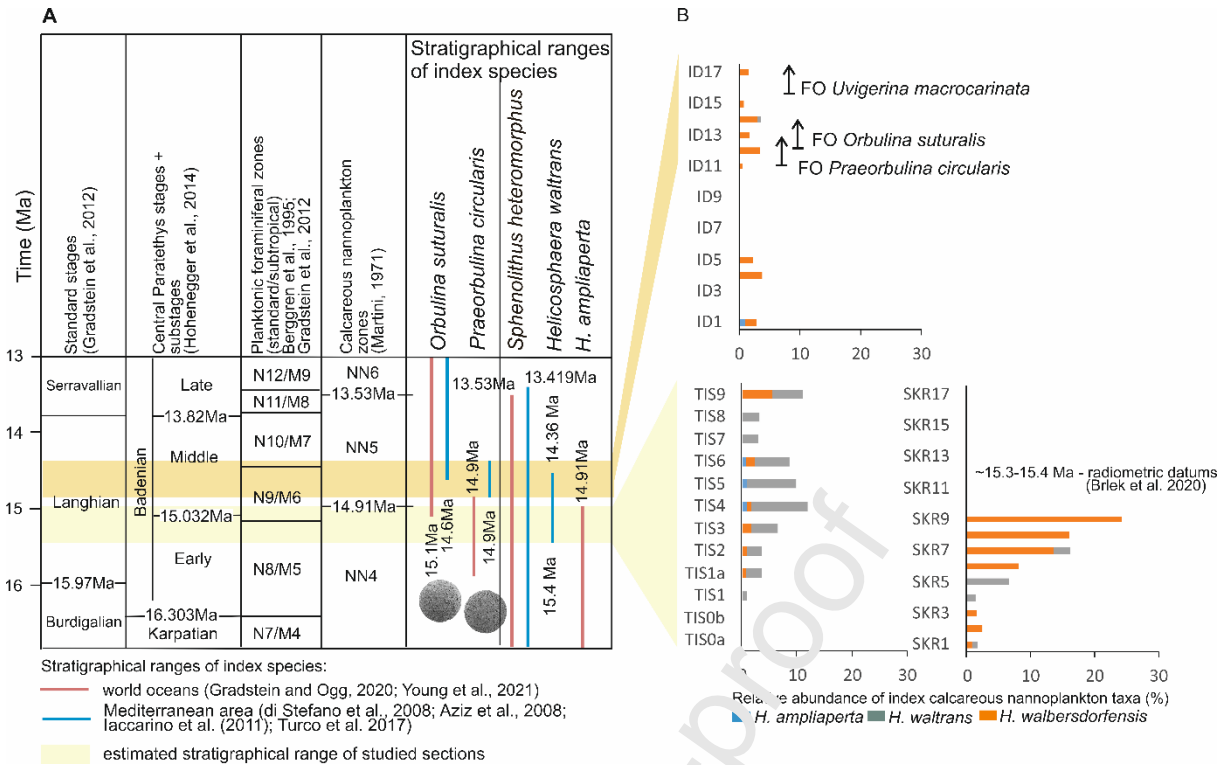 A
B
Stratigraphical ranges
of index species
Time (Ma)
Standard stages
(Gradstein et al., 2012)
Central Paratethys stages +
substages
(Hohenegger et al., 2014)
Planktonic foraminiferal zones
(standard/subtropical)
Berggren et al., 1995;
Gradstein et al., 2012
Calcareous nannoplankton
zones
(Martini, 1971)
Orbulina suturalis
Praeorbulina circularis
Sphenolithus heteromorphus
Helicosphaera waltrans
H. ampliaperta
13
14
15
16
Serravallian
Langhian
15.97Ma
Burdigalian
Badenian
Late
13.82Ma
Middle
15.032Ma
Early
16.303Ma
Karpatian
N12/M9
N11/M8
N10/M7
N9/M6
N8/M5
N7/M4
NN6
13.53Ma
NN5
14.91Ma
NN4
15.1Ma
14.6Ma
14.9Ma
14.9Ma
13.53Ma
13.419Ma
14.36 Ma
15.4 Ma
14.91Ma
Stratigraphical ranges of index species:
world oceans (Gradstein and Ogg, 2020; Young et al., 2021)
Mediterranean area (di Stefano et al., 2008; Aziz et al., 2008;
Iaccarino et al. (2011); Turco et al. 2017)
estimated stratigraphical range of studied sections
ID17
ID15
ID13
ID11
ID9
ID7
ID5
ID3
ID1
FO Uvigerina macrocarinata
FO Orbulina suturalis
FO Praeorbulina circularis
0
10
20
30
TIS9
TIS8
TIS7
TIS6
TIS5
TIS4
TIS3
TIS2
TIS1a
TIS1
TIS0b
TIS0a
0
10
20
30
SKR17
SKR15
SKR13
SKR11
SKR9
SKR7
SKR5
SKR3
SKR1
~15.3-15.4 Ma - radiometric datums
(Brlek et al. 2020)
0
10
20
30
Relative abundance of index calcareous nannoplankton taxa (%)
H. ampliaperta
H. waltrans
H. walbersdorfensis
proof